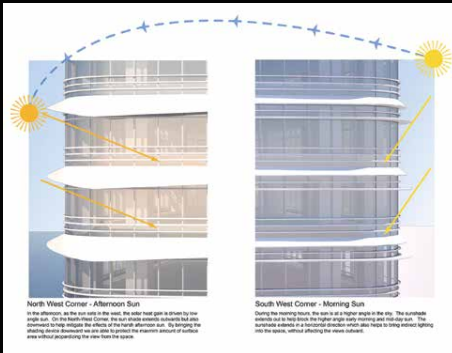 North West Corner - Afternoon Sun
In the afternoon, as the sun sets in the west, the solar heat gain is driven by low
angle sun. On the North-West Corner, the sun shade extends outwards but also
downward to help mitigate the effects of the harsh afternoon sun. By bringing the
shading device downward we are able to protect the maximum amount of surface
area without jeopardizing the view from the space.
South West Corner - Morning Sun
During the morning hours, the sun is at a higher angle in the sky. The sunshade
extends out to help block the higher angle early morning and mid-day sun. The
sunshade extends in a horizontal direction which also helps to bring indirect lighting
into the space, without affecting the views outward.